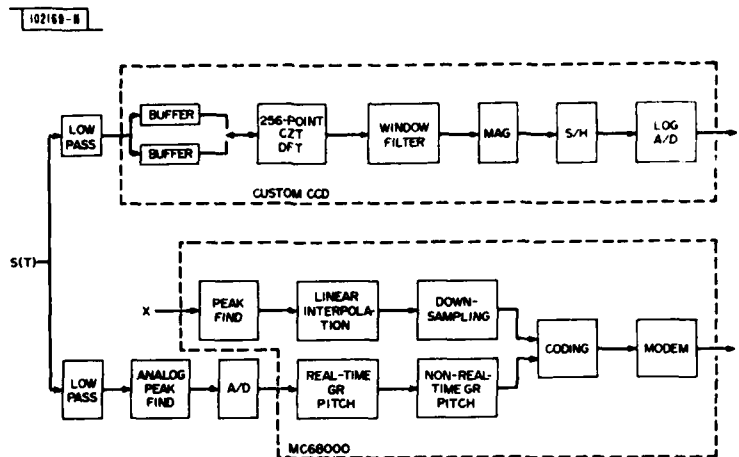 102169-N
LOW
PASS
BUFFER
BUFFER
256-POINT
CZT
DFT
WINDOW
FILTER
MAG
S/H
LOG
A/D
CUSTOM CCD
S(T)
X
PEAK
FIND
LINEAR
INTERPOLA-
TION
DOWN-
SAMPLING
CODING
MODEM
LOW
PASS
ANALOG
PEAK
FIND
A/D
REAL-TIME
GR
PITCH
NON-REAL-
TIME GR
PITCH
MC68000